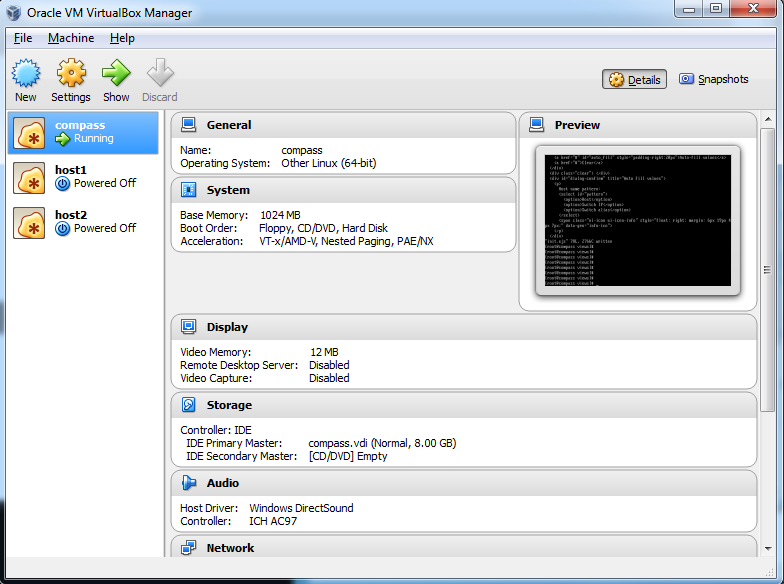 Oracle VM VirtualBox Manager
File Machine Help
New Settings Show Discard
Details Snapshots
compass
Running
host1
Powered Off
host2
Powered Off
General
Name: compass
Operating System: Other Linux (64-bit)
System
Base Memory: 1024 MB
Boot Order: Floppy, CD/DVD, Hard Disk
Acceleration: VT-x/AMD-V, Nested Paging, PAE/NX
Preview
Display
Video Memory: 12 MB
Remote Desktop Server: Disabled
Video Capture: Disabled
Storage
Controller: IDE
IDE Primary Master: compass.vdi (Normal, 8.00 GB)
IDE Secondary Master: [CD/DVD] Empty
Audio
Host Driver: Windows DirectSound
Controller: ICH AC97
Network